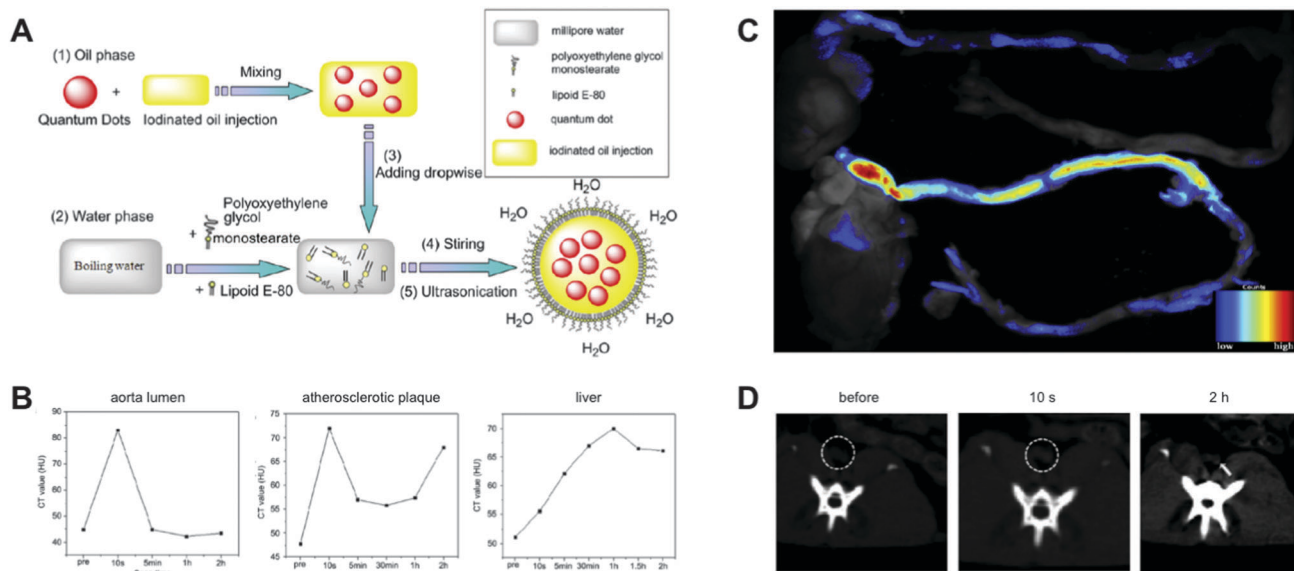 A
(1) Oil phase
Quantum Dots
+
Iodinated oil injection
Mixing
(3)
Adding dropwise
(2) Water phase
Boiling water
+
Polyoxyethylene
glycol
monostearate
+
Lipoid E-80
(4) Stiring
(5) Ultrasonication
H₂O
H₂O
H₂O
H₂O
H₂O
H₂O
H₂O
H₂O
millipore water
polyoxyethylene glycol
monostearate
lipoid E-80
quantum dot
iodinated oil injection
B
aorta lumen
CT value (HU)
90
80
70
60
50
40
pre
10s
5min
1h
2h
atherosclerotic plaque
CT value (HU)
75
70
65
60
55
50
45
pre
10s
5min
30min
1h
2h
liver
CT value (HU)
70
65
60
55
50
pre
10s
5min
30min
1h
1.5h
2h
C
Counts
low
high
D
before
10 s
2 h